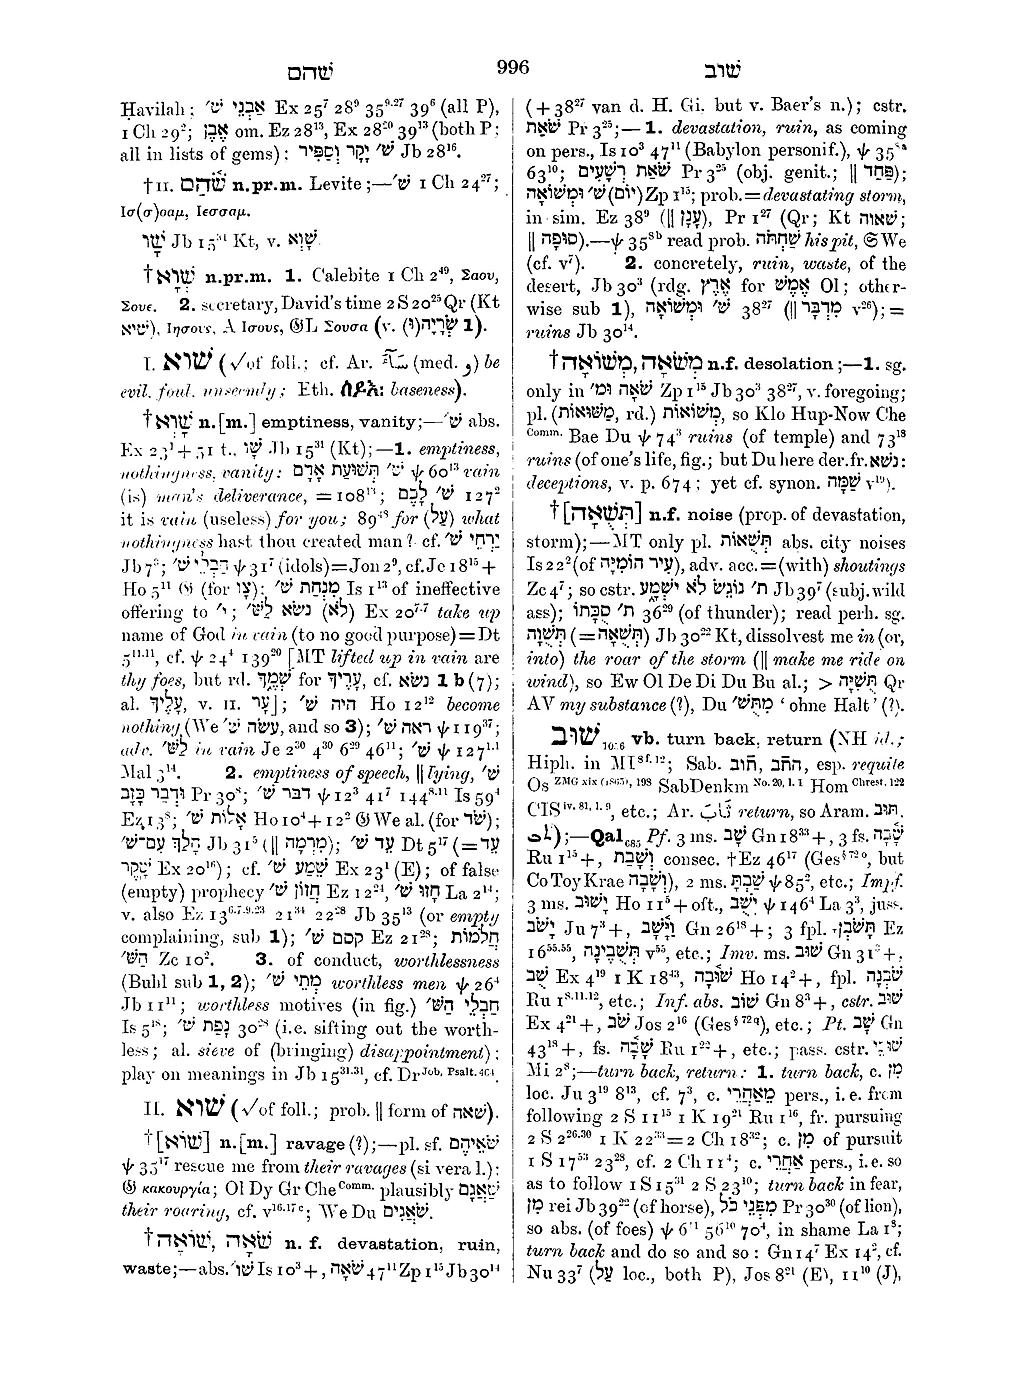 שׁהם
996
שׁוּב
Ḥavilah; אַבְנֵי שׁ׳ Ex 25⁷ 28⁹ 35⁹·²⁷ 39⁶ (all P),
1 Ch 29²; אֶבֶן om. Ez 28¹³, Ex 28²⁰ 39¹³ (both P;
all in lists of gems): שׁ׳ יָקָר וְסַפִּיר Jb 28¹⁶.
† II. שֹׁהַם n.pr.m. Levite;—שׁ׳ 1 Ch 24²⁷;
Ισ(σ)οαμ, Ιεσσαμ.
שָׁו Jb 15³¹ Kt, v. שָׁוְא.
† שְׁוָא n.pr.m. 1. Calebite 1 Ch 2⁴⁹, Σαου,
Σουε. 2. secretary, David's time 2 S 20²⁵ Qr (Kt
שׁיא), Ιησους, A Ισους, 𝔊L Σουσα (v. שְׂרָיָה(וּ) 1).
I. שׁוא (√of foll.; cf. Ar. (med. و) be
evil, foul, unseemly; Eth. baseness).
† שָׁוְא n.[m.] emptiness, vanity;—שׁ׳ abs.
Ex 23¹ + 51 t., שָׁו Jb 15³¹ (Kt);—1. emptiness,
nothingness, vanity: שׁ׳ תְּשׁוּעַת אָדָם ψ 60¹³ vain
(is) man's deliverance, = 108¹³; שׁ׳ לָכֶם 127²
it is vain (useless) for you; 89⁴⁸ for (עַל) what
nothingness hast thou created man? cf. יַרְחֵי שׁ׳
Jb 7³; הַבְלֵי שׁ׳ ψ 31⁷ (idols) = Jon 2⁹, cf. Je 18¹⁵ +
Ho 5¹¹ 𝔊 (for צַו); מִנְחַת שׁ׳ Is 1¹³ of ineffective
offering to י׳; (לֹא) נשׂא לַשּׁ׳ Ex 20⁷·⁷ take up
name of God in vain (to no good purpose) = Dt
5¹¹·¹¹, cf. ψ 24⁴ 139²⁰ [MT lifted up in vain are
thy foes, but rd. שְׁמֶךָ for עָרֶיךָ, cf. נשׂא 1 b (7);
al. עָלֶיךָ, v. II. עָר]; היה שׁ׳ Ho 12¹² become
nothing (We עשׂה שׁ׳, and so 3); ראה שׁ׳ ψ 119³⁷;
adv. לַשּׁ׳ in vain Je 2³⁰ 4³⁰ 6²⁹ 46¹¹; שׁ׳ ψ 127¹·¹
Mal 3¹⁴. 2. emptiness of speech, ‖ lying, שׁ׳
וּדְבַר כָּזָב Pr 30⁸; דבר שׁ׳ ψ 12³ 41⁷ 144⁸·¹¹ Is 59⁴
Ez 13⁸; אָלוֹת שׁ׳ Ho 10⁴ + 12² 𝔊 We al. (for שֹׁד);
הָלַךְ עִם־שׁ׳ Jb 31⁵ (‖ מִרְמָה); עֵד שׁ׳ Dt 5¹⁷ (= עֵד
שֶׁקֶר Ex 20¹⁶); cf. שֵׁמַע שׁ׳ Ex 23¹ (E); of false
(empty) prophecy חֲזוֹן שׁ׳ Ez 12²⁴, חָזוּ שׁ׳ La 2¹⁴;
v. also Ez 13⁶·⁷·⁹·²³ 21³⁴ 22²⁸ Jb 35¹³ (or empty
complaining, sub 1); קסם שׁ׳ Ez 21²⁸; חֲלֹמוֹת
הַשּׁ׳ Zc 10². 3. of conduct, worthlessness
(Buhl sub 1, 2); מְתֵי שׁ׳ worthless men ψ 26⁴
Jb 11¹¹; worthless motives (in fig.) חַבְלֵי הַשּׁ׳
Is 5¹⁸; נָפַת שׁ׳ 30²⁸ (i.e. sifting out the worth-
less; al. sieve of (bringing) disappointment);
play on meanings in Jb 15³¹·³¹, cf. Dr Job, Psalt. 464.
II. שׁוא (√of foll.; prob. ‖ form of שׁאה).
† [שׁוֹא] n.[m.] ravage (?);—pl. sf. שֹׁאֵיהֶם
ψ 35¹⁷ rescue me from their ravages (si vera l.);
𝔊 κακουργία; Ol Dy Gr Che Comm. plausibly שַׁאֲגָם
their roaring, cf. v¹⁶·¹⁷ᶜ; We Du שֹׁאֲנִים.
† שׁוֹאָה, שֹׁאָה n. f. devastation, ruin,
waste;—abs. שׁוֹ׳ Is 10³ +, שֹׁאָה 47¹¹ Zp 1¹⁵ Jb 30¹⁴
(+38²⁷ van d. H. Gi. but v. Baer's n.); cstr.
שֹׁאַת Pr 3²⁵;—1. devastation, ruin, as coming
on pers., Is 10³ 47¹¹ (Babylon personif.), ψ 35⁸ᵃ
63¹⁰; שֹׁאַת רְשָׁעִים Pr 3²⁵ (obj. genit.; ‖ פַּחַד);
(יוֹם) שׁ׳ וּמְשׁוֹאָה Zp 1¹⁵; prob. = devastating storm,
in sim. Ez 38⁹ (‖ עָנָן), Pr 1²⁷ (Qr; Kt שׁאוה;
‖ סוּפָה).—ψ 35⁸ᵇ read prob. שַׁחְתֹּה his pit, 𝔖 We
(cf. v⁷). 2. concretely, ruin, waste, of the
desert, Jb 30³ (rdg. אֶרֶץ for אֶמֶשׁ Ol; other-
wise sub 1), שׁ׳ וּמְשׁוֹאָה 38²⁷ (‖ מִדְבָּר v²⁶); =
ruins Jb 30¹⁴.
† מְשׁוֹאָה, מְשֹׁאָה n.f. desolation;—1. sg.
only in שֹׁאָה וּמ׳ Zp 1¹⁵ Jb 30³ 38²⁷, v. foregoing;
pl. (מַשּׁוּאוֹת, rd.) מְשׁוֹאוֹת, so Klo Hup-Now Che
Comm. Bae Du ψ 74³ ruins (of temple) and 73¹⁸
ruins (of one's life, fig.; but Du here der. fr. נשׁא:
deceptions, v. p. 674; yet cf. synon. שַׁמָּה v¹⁹).
† [תְּשֻׁאָה] n.f. noise (prop. of devastation,
storm);—MT only pl. תְּשֻׁאוֹת abs. city noises
Is 22² (of עִיר הוֹמִיָּה), adv. acc. = (with) shoutings
Zc 4⁷; so cstr. ת׳ נוֹגֵשׂ לֹא יִשְׁמָע Jb 39⁷ (subj. wild
ass); ת׳ סֻכָּתוֹ 36²⁹ (of thunder); read perh. sg.
תְּשֻׁוָּה (= תְּשֻׁאָה) Jb 30²² Kt, dissolvest me in (or,
into) the roar of the storm (‖ make me ride on
wind), so Ew Ol De Di Du Bu al.; > תֻּשִׁיָּה Qr
AV my substance (?), Du מִתֻּשׁ׳ 'ohne Halt' (?).
שׁוּב 1056 vb. turn back, return (NH id.;
Hiph. in MI 8 f. 12; Sab. תוב, התב, esp. requite
Os ZMG xix (1865), 198 SabDenkm No. 20, l. 1 Hom Chrest. 122
CIS iv. 81, l. 9, etc.; Ar. ثَابَ return, so Aram. תּוּב,
);—Qal 685 Pf. 3 ms. שָׁב Gn 18³³ +, 3 fs. שָׁבָה
Ru 1¹⁵ +, וְשָׁבַת consec. † Ez 46¹⁷ (Ges § 72 o, but
Co Toy Krae וְשָׁבָה), 2 ms. שַׁבְתָּ ψ 85², etc.; Impf.
3 ms. יָשׁוּב Ho 11⁵ + oft., יָשֻׁב ψ 146⁴ La 3³, juss.
יָשֹׁב Ju 7³ +, וַיָּשָׁב Gn 26¹⁸ +; 3 fpl. תָּשֹׁבְןָ Ez
16⁵⁵·⁵⁵, תְּשֻׁבֶינָה v⁵⁵, etc.; Imv. ms. שׁוּב Gn 31³ +,
שֻׁב Ex 4¹⁹ 1 K 18⁴³, שׁוּבָה Ho 14² +, fpl. שֹׁבְנָה
Ru 1⁸·¹¹·¹², etc.; Inf. abs. שׁוֹב Gn 8³ +, cstr. שׁוּב
Ex 4²¹ +, שֹׁב Jos 2¹⁶ (Ges § 72 q), etc.; Pt. שָׁב Gn
43¹⁸ +, fs. שָׁבָה Ru 1²² +, etc.; pass. cstr. שׁוּבֵי
Mi 2⁸;—turn back, return: 1. turn back, c. מִן
loc. Ju 3¹⁹ 8¹³, cf. 7³, c. מֵאַחֲרֵי pers., i. e. from
following 2 S 11¹⁵ 1 K 19²¹ Ru 1¹⁶, fr. pursuing
2 S 2²⁶·³⁰ 1 K 22³³ = 2 Ch 18³²; c. מִן of pursuit
1 S 17⁵³ 23²⁸, cf. 2 Ch 11⁴; c. אַחֲרֵי pers., i. e. so
as to follow 1 S 15³¹ 2 S 23¹⁰; turn back in fear,
מִן rei Jb 39²² (of horse), מִפְּנֵי כֹל Pr 30³⁰ (of lion),
so abs. (of foes) ψ 6¹¹ 56¹⁰ 70⁴, in shame La 1⁸;
turn back and do so and so: Gn 14⁷ Ex 14², cf.
Nu 33⁷ (עַל loc., both P), Jos 8²¹ (E), 11¹⁰ (J),